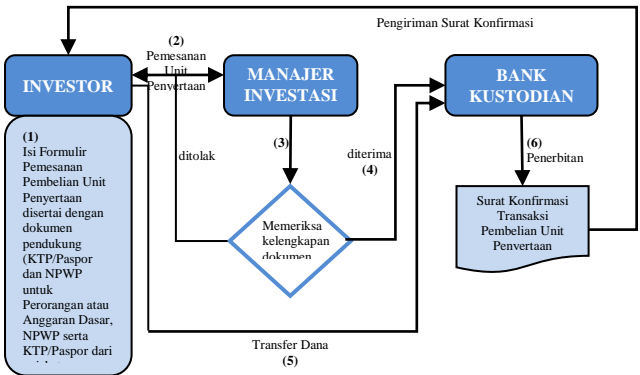 Pengiriman Surat Konfirmasi
(2)
Pemesanan
Unit
Penyertaan
INVESTOR
MANAJER
INVESTASI
BANK
KUSTODIAN
(1)
Isi Formulir
Pemesanan
Pembelian Unit
Penyertaan
disertai dengan
dokumen
pendukung
(KTP/Paspor
dan NPWP
untuk
Perorangan atau
Anggaran Dasar,
NPWP serta
KTP/Paspor dari
ditolak
(3)
Memeriksa
kelengkapan
dokumen
diterima
(4)
(6)
Penerbitan
Surat Konfirmasi
Transaksi
Pembelian Unit
Penyertaan
Transfer Dana
(5)